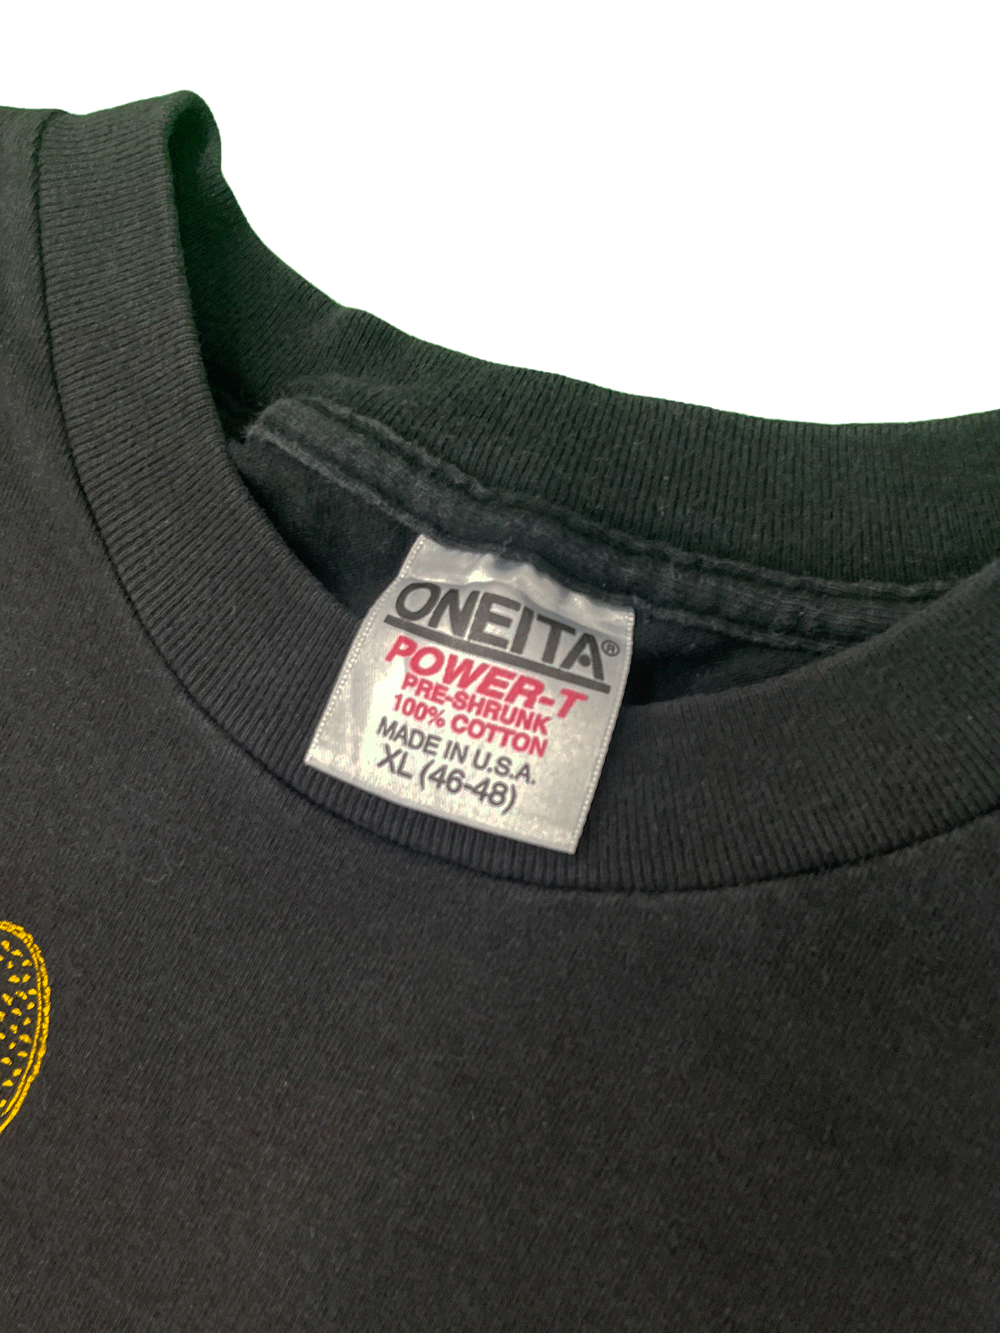 ONEITA®
POWER-T
PRE-SHRUNK
100% COTTON
MADE IN U.S.A.
XL (46-48)